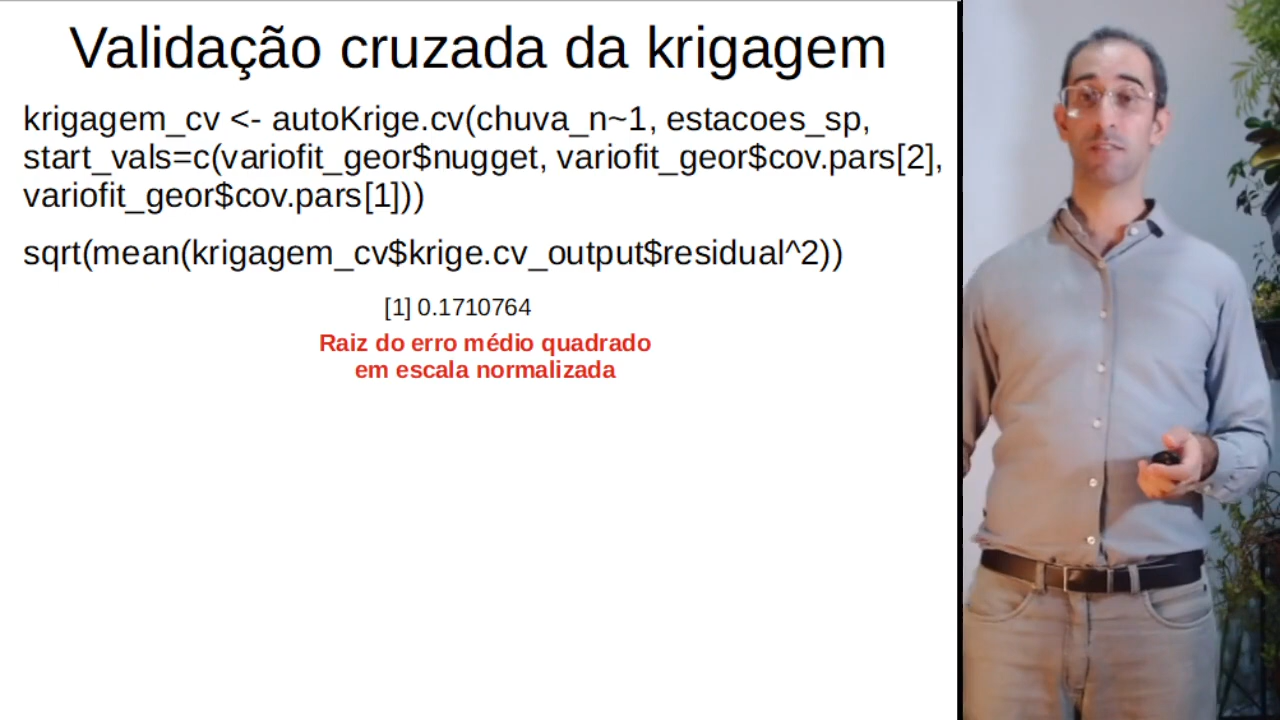 Validação cruzada da krigagem
krigagem_cv <- autoKrige.cv(chuva_n~1, estacoes_sp,
start_vals=c(variofit_geor$nugget, variofit_geor$cov.pars[2],
variofit_geor$cov.pars[1]))
sqrt(mean(krigagem_cv$krige.cv_output$residual^2))
[1] 0.1710764
Raiz do erro médio quadrado
em escala normalizada